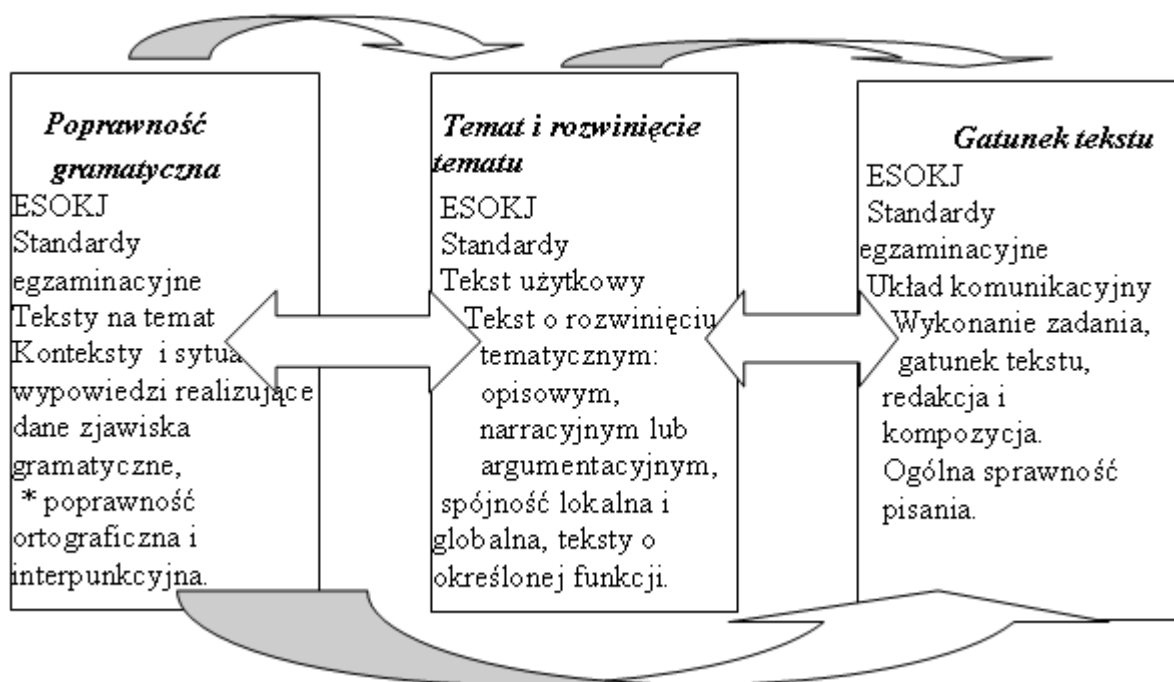 Poprawność
gramatyczna
ESOKJ
Standardy
egzaminacyjne
Teksty na temat
Konteksty i
wypowiedzi realizujące
dane zjawiska
gramatyczne,
* poprawność
ortograficzna i
interpunkcyjna.
Temat i rozwinięcie
tematu
ESOKJ
Standardy
Tekst użytkowy
Tekst o rozwinięciu
tematycznym:
opisowym,
narracyjnym lub
argumentacyjnym,
spójność lokalna i
globalna, teksty o
określonej funkcji.
Gatunek tekstu
ESOKJ
Standardy
egzaminacyjne
Układ komunikacyjny
Wykonanie zadania,
gatunek tekstu,
redakcja i
kompozycja.
Ogólna sprawność
pisania.